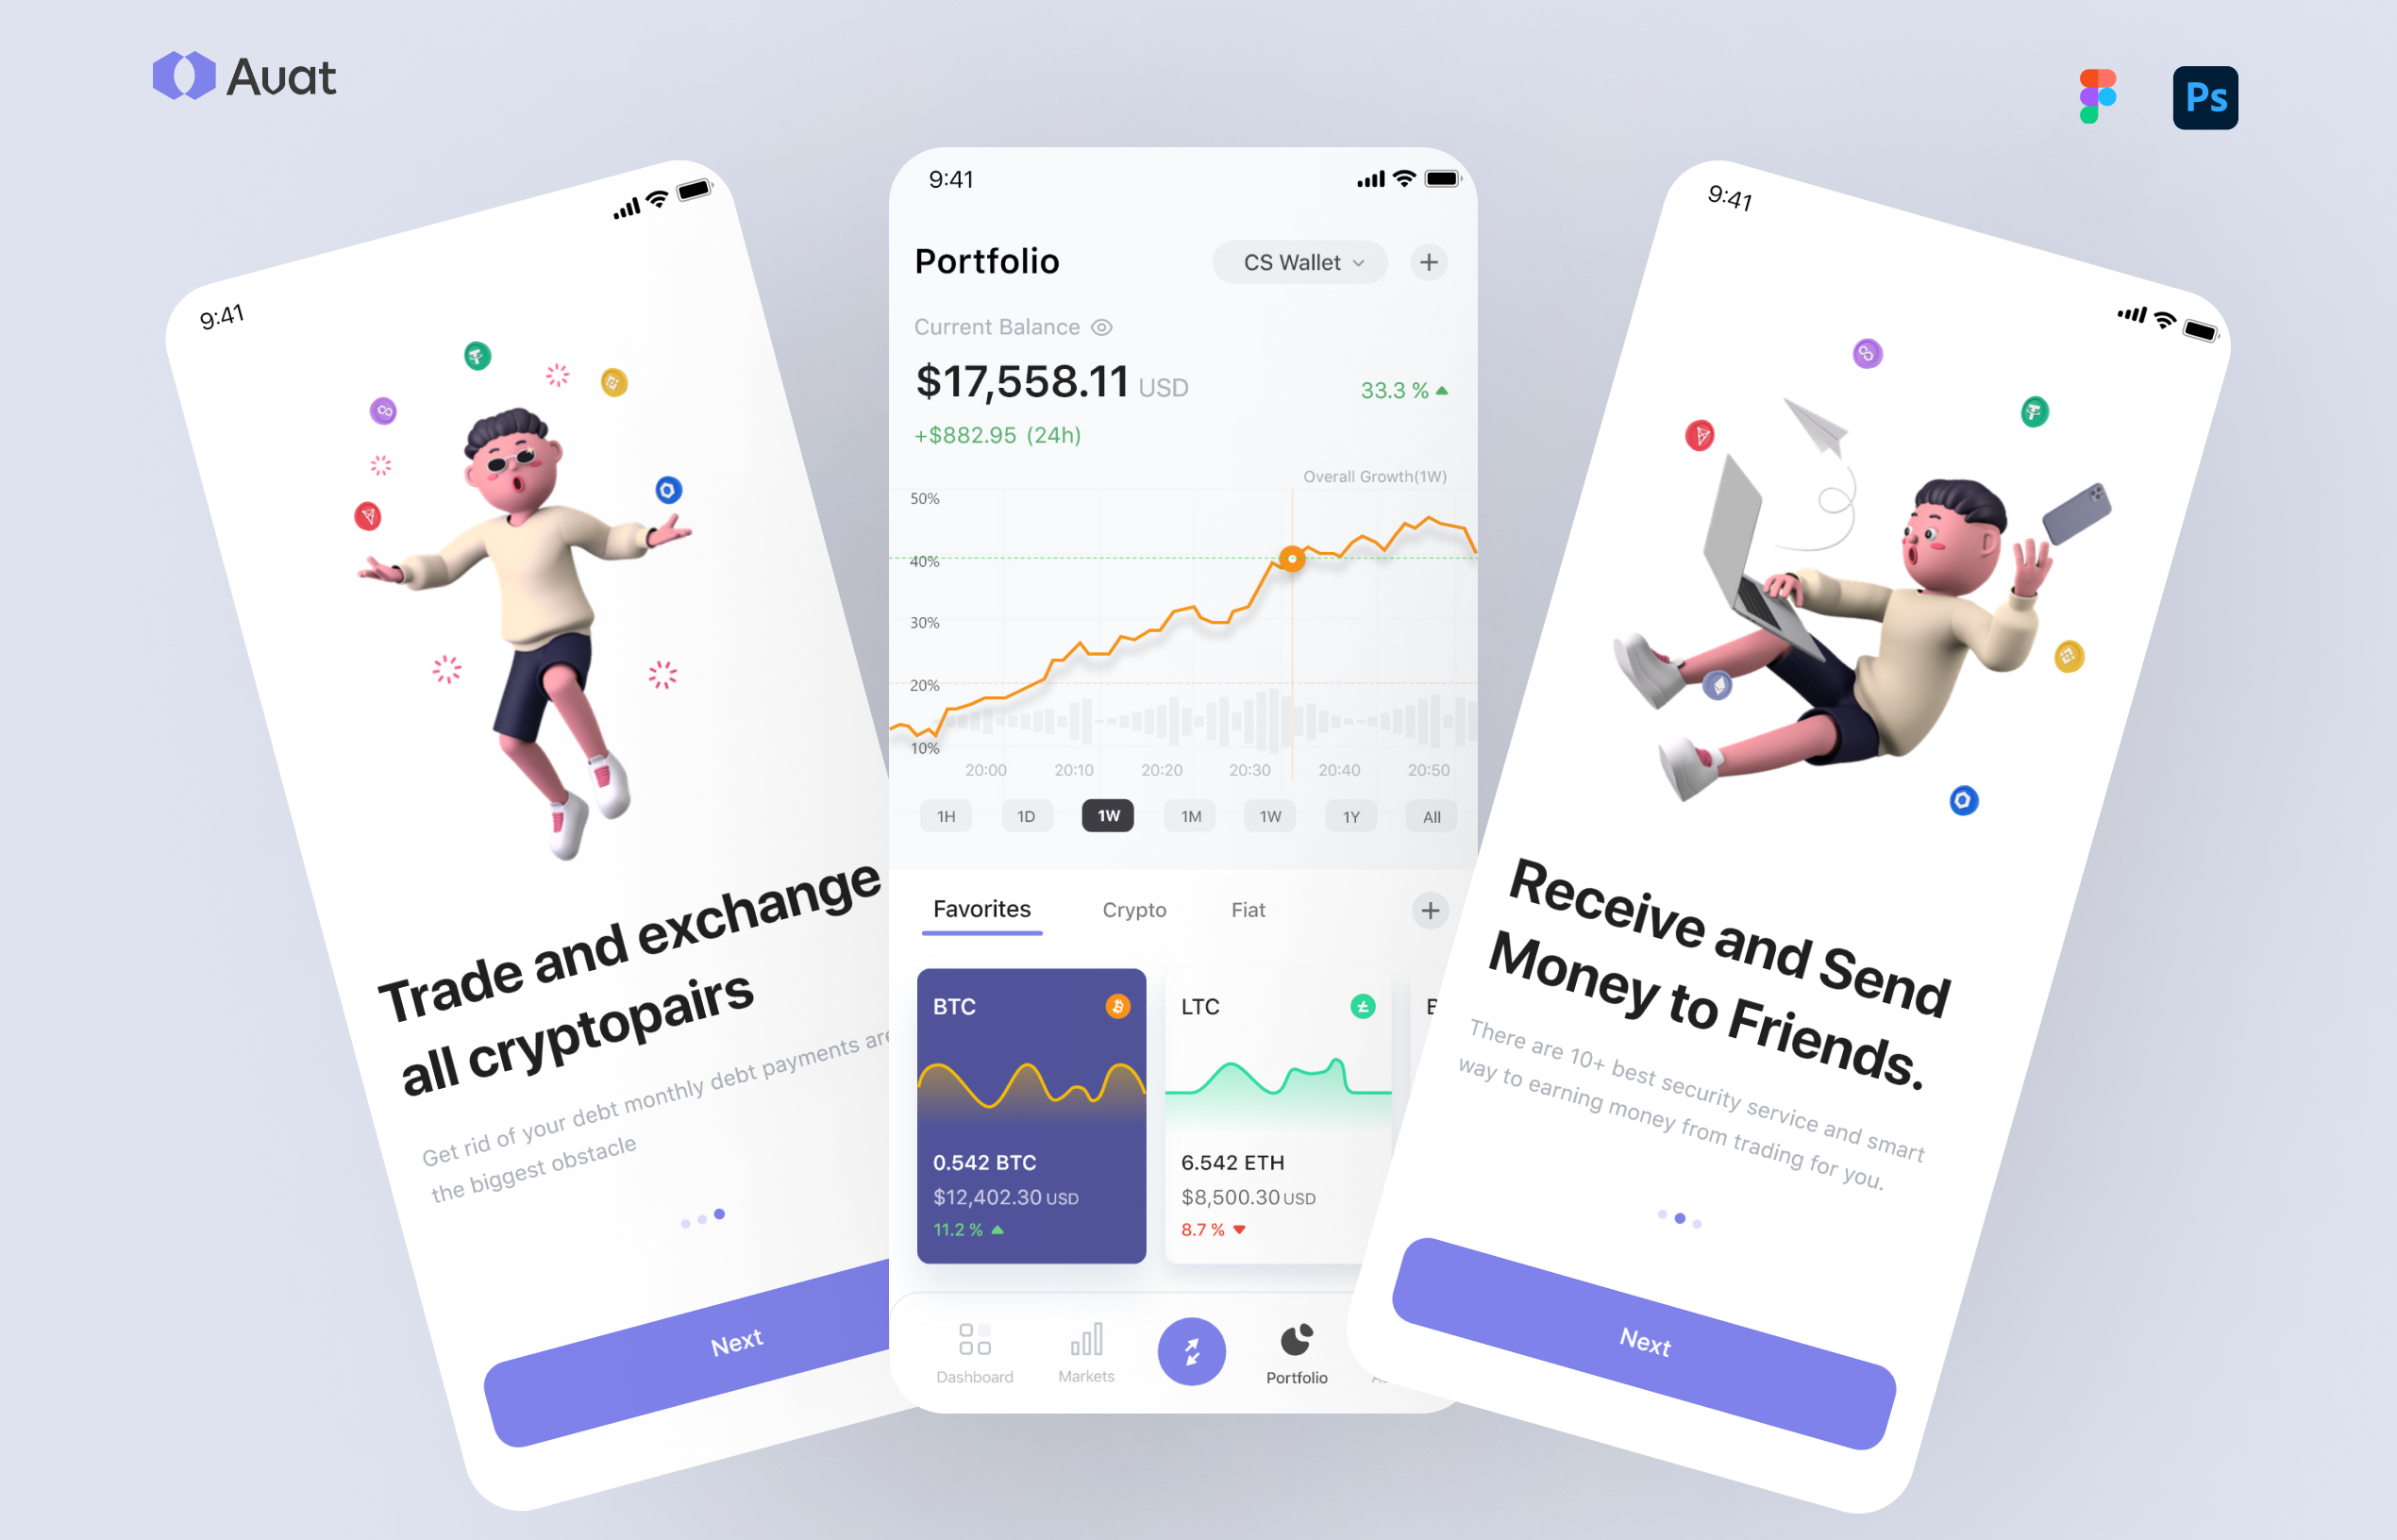 Auat
Ps
9:41
Trade and exchange
all cryptopairs
Get rid of your debt monthly debt payments are
the biggest obstacle
Next
9:41
Portfolio
CS Wallet
Current Balance
$17,558.11 USD
33.3 %
+$882.95 (24h)
Overall Growth(1W)
50%
40%
30%
20%
10%
20:00 20:10 20:20 20:30 20:40 20:50
1H 1D 1W 1M 1W 1Y All
Favorites Crypto Fiat
BTC
0.542 BTC
$12,402.30 USD
11.2 %
LTC
6.542 ETH
$8,500.30 USD
8.7 %
Dashboard Markets Portfolio
9:41
Receive and Send
Money to Friends.
There are 10+ best security service and smart
way to earning money from trading for you.
Next